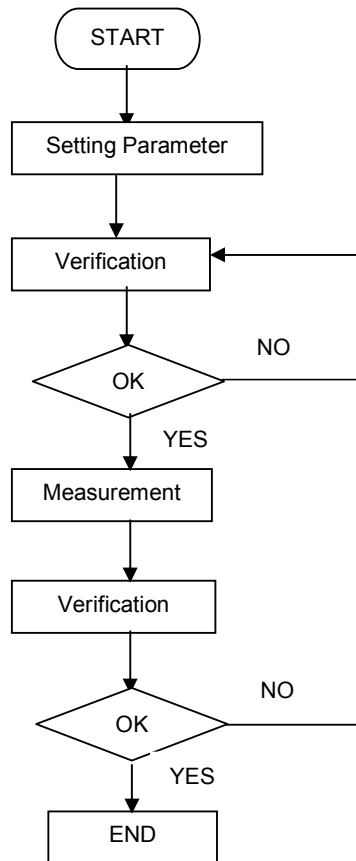 START
Setting Parameter
Verification
NO
OK
YES
Measurement
Verification
NO
OK
YES
END